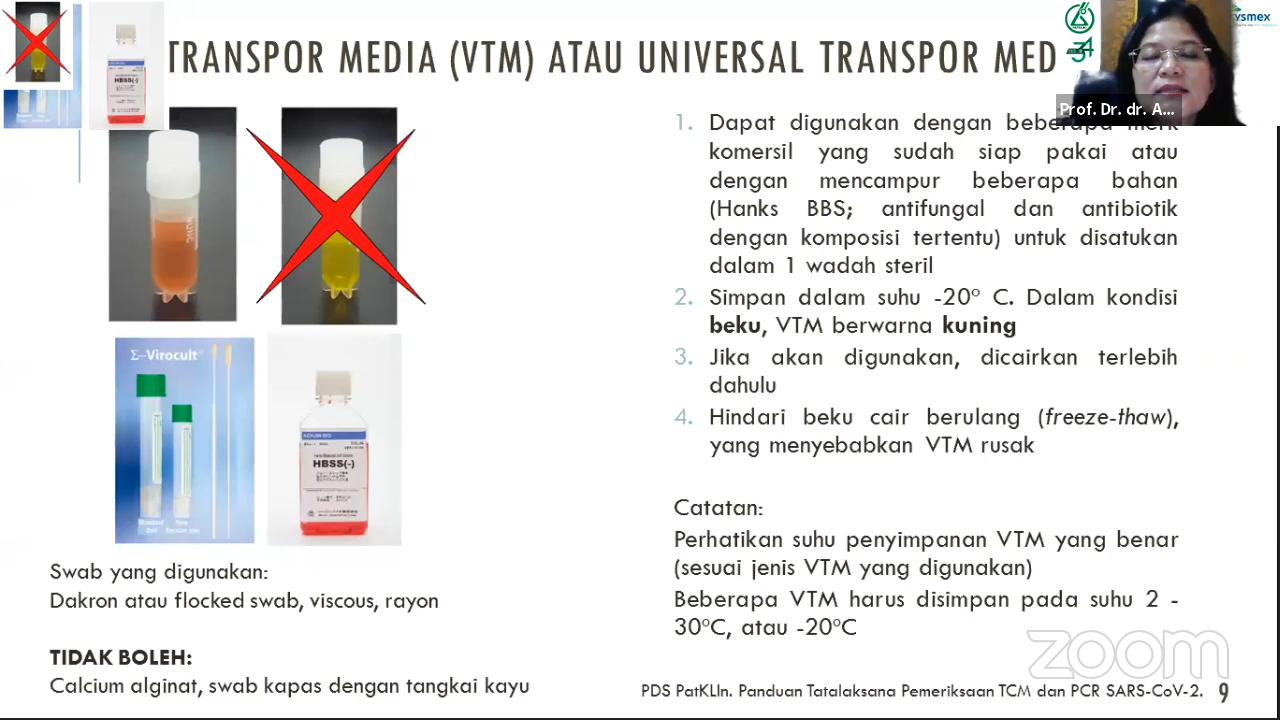 TRANSPOR MEDIA (VTM) ATAU UNIVERSAL TRANSPOR MED
ysmex
Prof. Dr. dr. A...
1. Dapat digunakan dengan beberapa merk
komersil yang sudah siap pakai atau
dengan mencampur beberapa bahan
(Hanks BBS; antifungal dan antibiotik
dengan komposisi tertentu) untuk disatukan
dalam 1 wadah steril
2. Simpan dalam suhu -20° C. Dalam kondisi
beku, VTM berwarna kuning
3. Jika akan digunakan, dicairkan terlebih
dahulu
4. Hindari beku cair berulang (freeze-thaw),
yang menyebabkan VTM rusak
Catatan:
Perhatikan suhu penyimpanan VTM yang benar
(sesuai jenis VTM yang digunakan)
Beberapa VTM harus disimpan pada suhu 2 -
30°C, atau -20°C
HBSS(-)
NUNC
Σ-Virocult®
HBSS(-)
Swab yang digunakan:
Dakron atau flocked swab, viscous, rayon
TIDAK BOLEH:
Calcium alginat, swab kapas dengan tangkai kayu
zoom
PDS PatKLIn. Panduan Tatalaksana Pemeriksaan TCM dan PCR SARS-CoV-2. 9